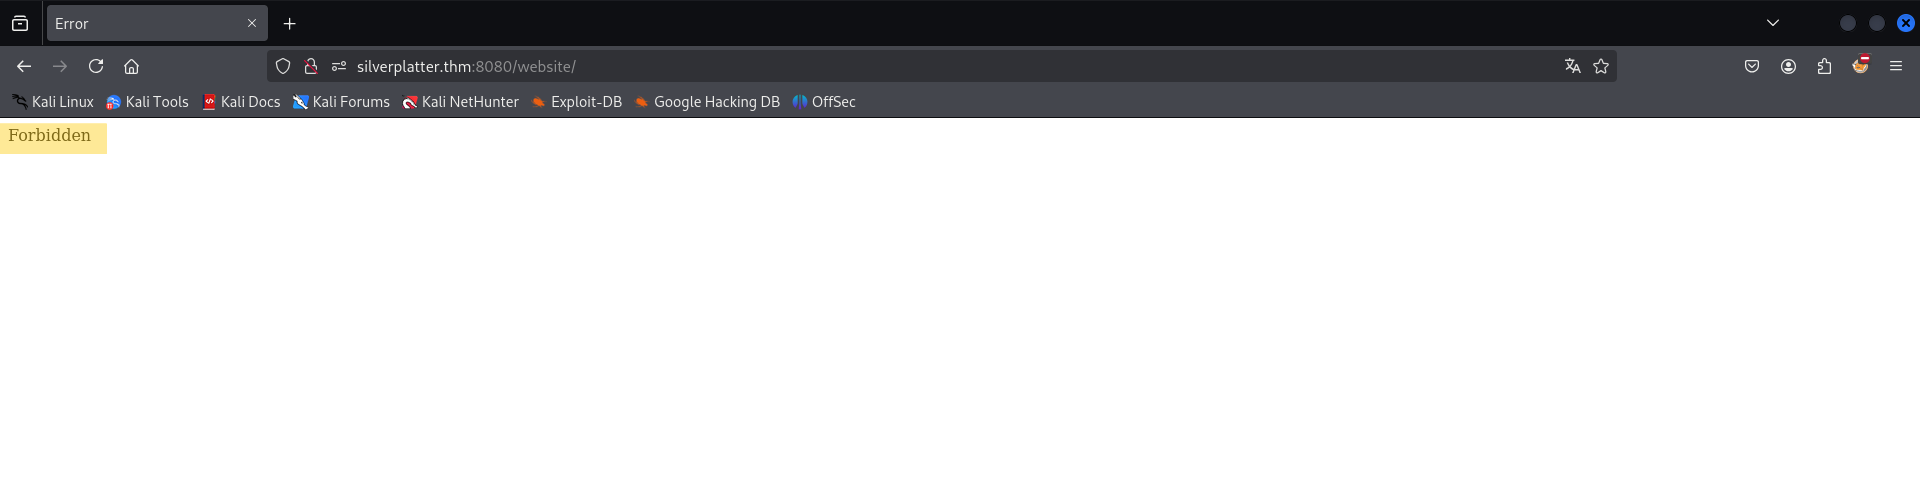 Error
silverplatter.thm:8080/website/
Kali Linux Kali Tools Kali Docs Kali Forums Kali NetHunter Exploit-DB Google Hacking DB OffSec
Forbidden